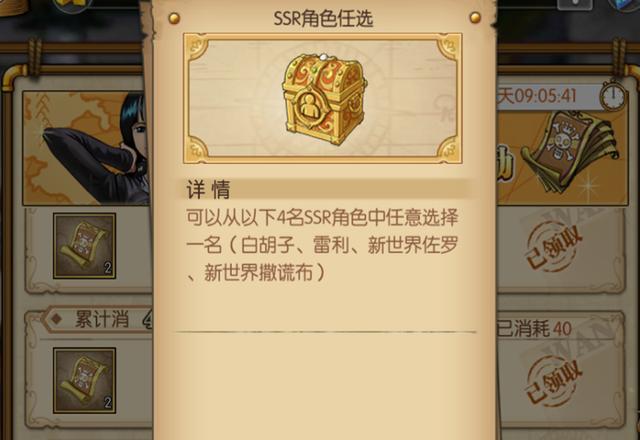 SSR角色任选
天09:05:41
动
详情
可以从以下4名SSR角色中任意选择
一名（白胡子、雷利、新世界佐罗
、新世界撒谎布）
2
已领取
累计消
已消耗40
2
已领取